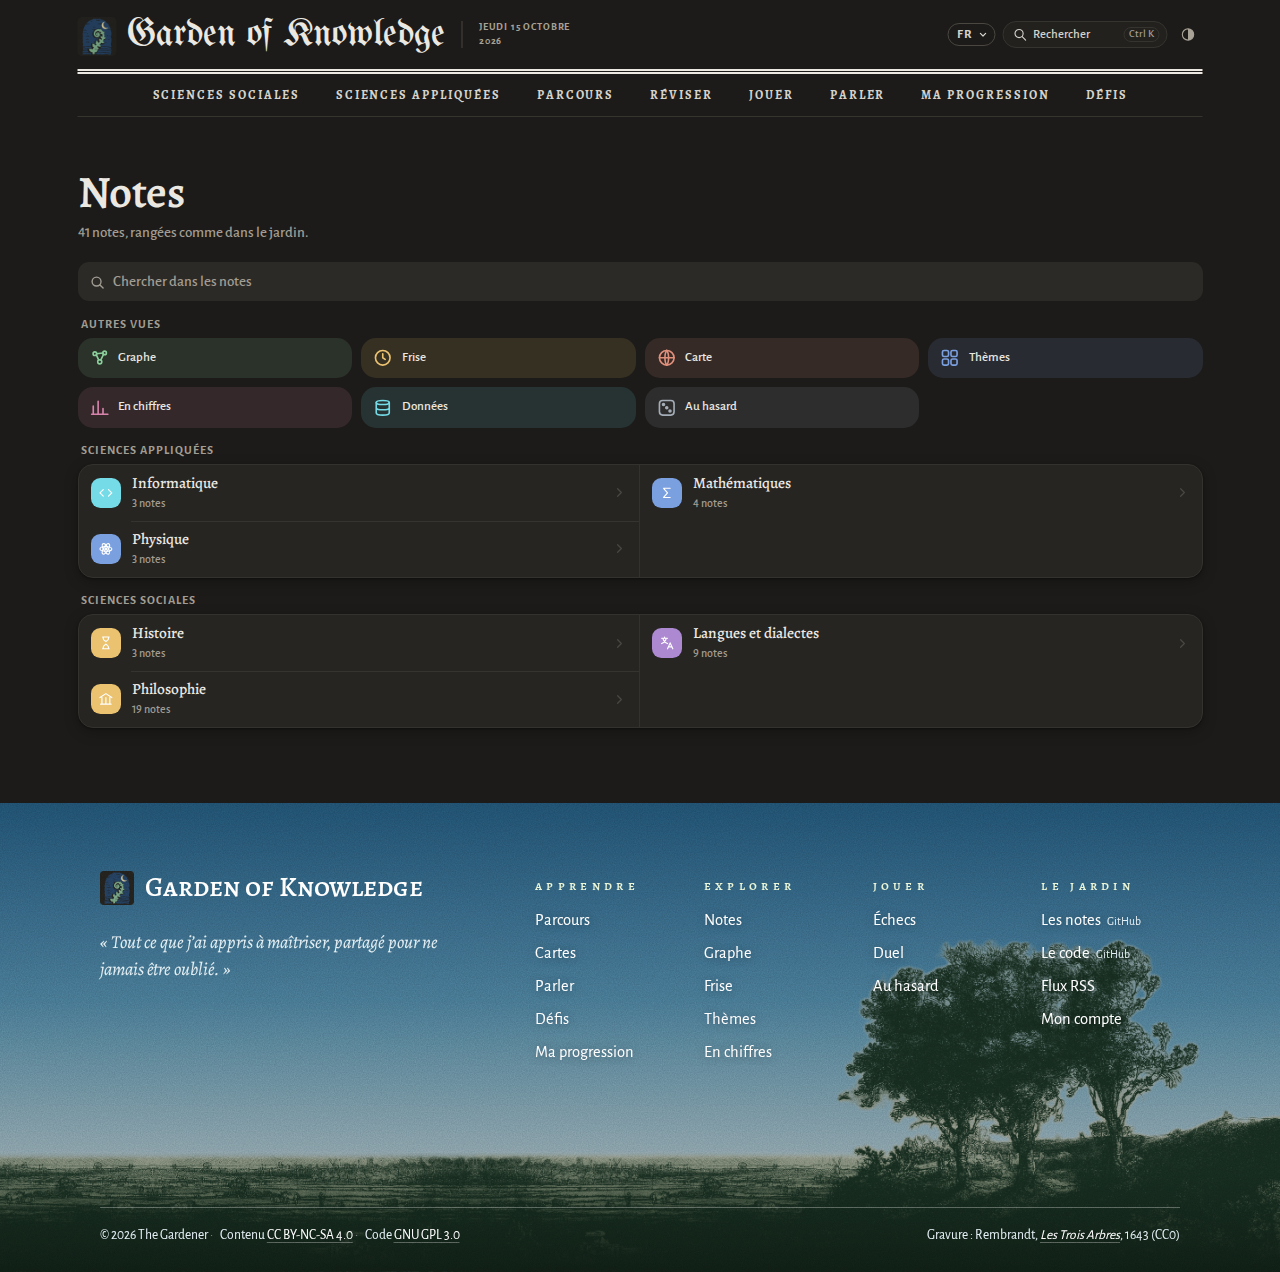 Garden of Knowledge
JEUDI 15 OCTOBRE
2026
FR
Rechercher
Ctrl K
SCIENCES SOCIALES
SCIENCES APPLIQUÉES
PARCOURS
RÉVISER
JOUER
PARLER
MA PROGRESSION
DÉFIS
Notes
41 notes, rangées comme dans le jardin.
Chercher dans les notes
AUTRES VUES
Graphe
Frise
Carte
Thèmes
En chiffres
Données
Au hasard
SCIENCES APPLIQUÉES
Informatique
3 notes
Mathématiques
4 notes
Physique
3 notes
SCIENCES SOCIALES
Histoire
3 notes
Langues et dialectes
9 notes
Philosophie
19 notes
Garden of Knowledge
« Tout ce que j’ai appris à maîtriser, partagé pour ne
jamais être oublié. »
APPRENDRE
Parcours
Cartes
Parler
Défis
Ma progression
EXPLORER
Notes
Graphe
Frise
Thèmes
En chiffres
JOUER
Échecs
Duel
Au hasard
LE JARDIN
Les notes GitHub
Le code GitHub
Flux RSS
Mon compte
© 2026 The Gardener · Contenu CC BY-NC-SA 4.0 · Code GNU GPL 3.0
Gravure : Rembrandt, Les Trois Arbres, 1643 (CC0)